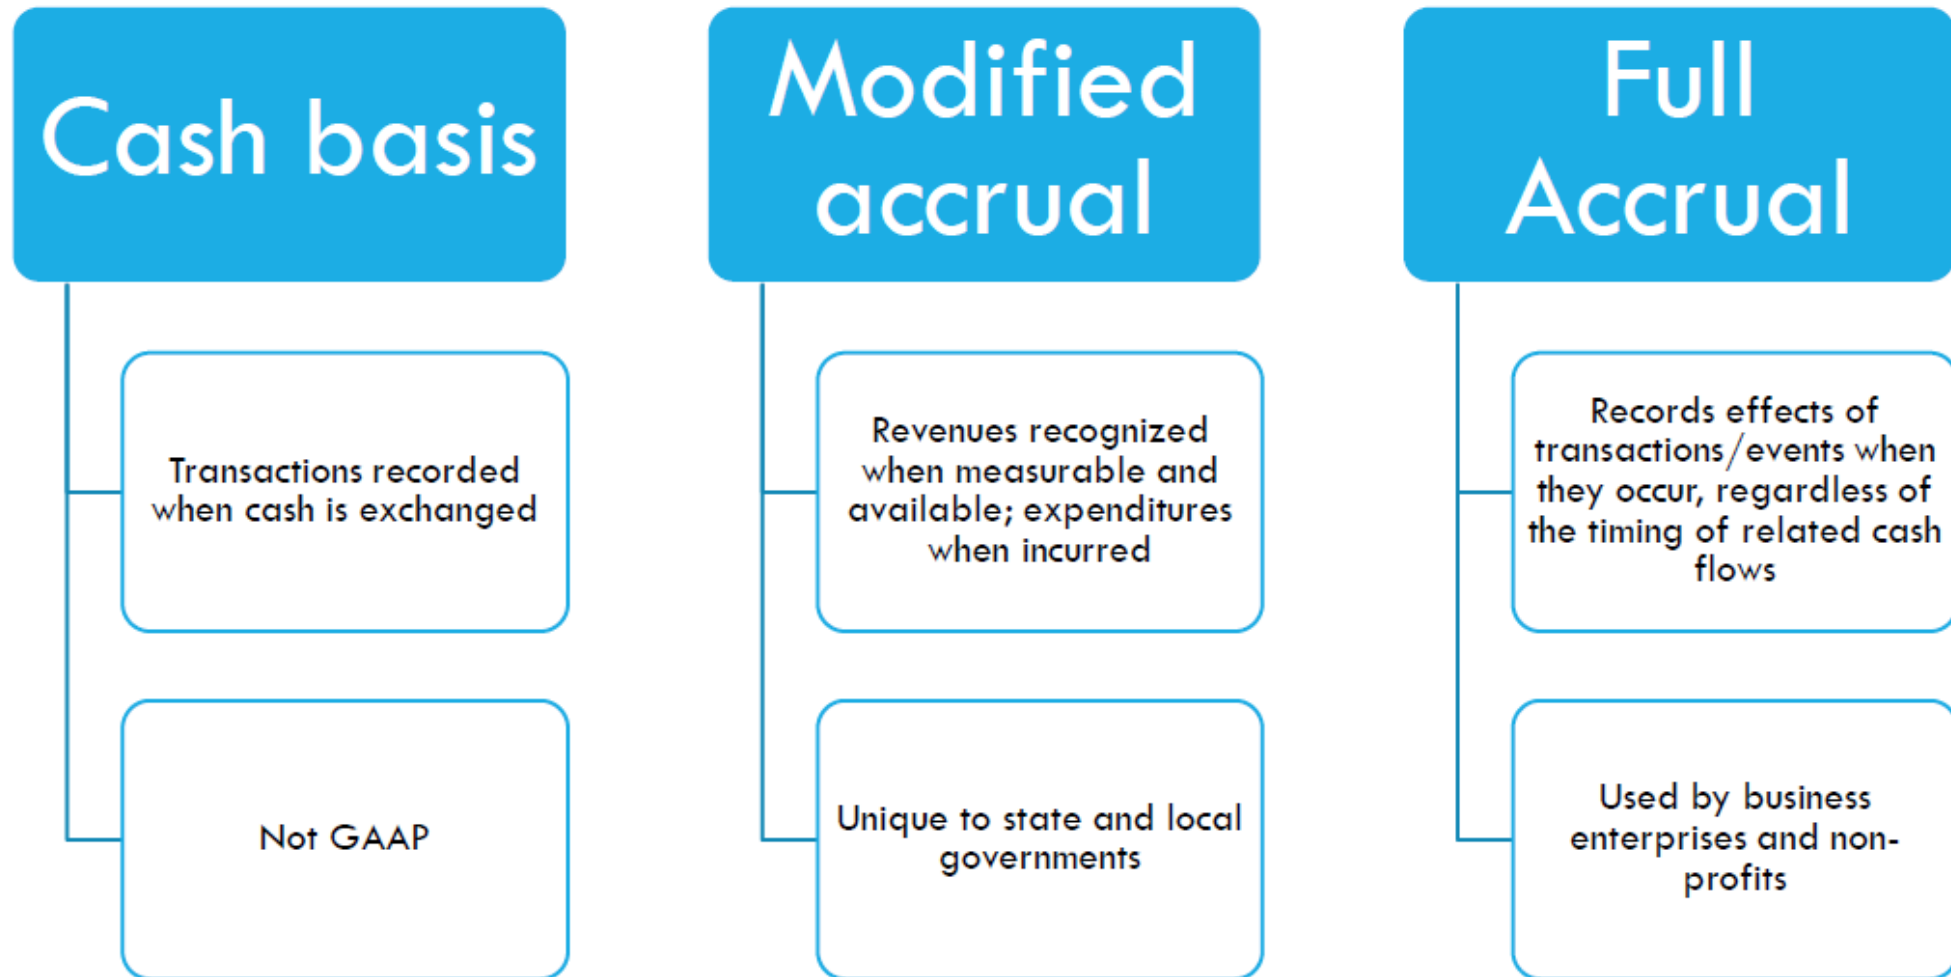 Cash basis
Transactions recorded
when cash is exchanged
Not GAAP
Modified
accrual
Revenues recognized
when measurable and
available; expenditures
when incurred
Unique to state and local
governments
Full
Accrual
Records effects of
transactions/events when
they occur, regardless of
the timing of related cash
flows
Used by business
enterprises and non-
profits